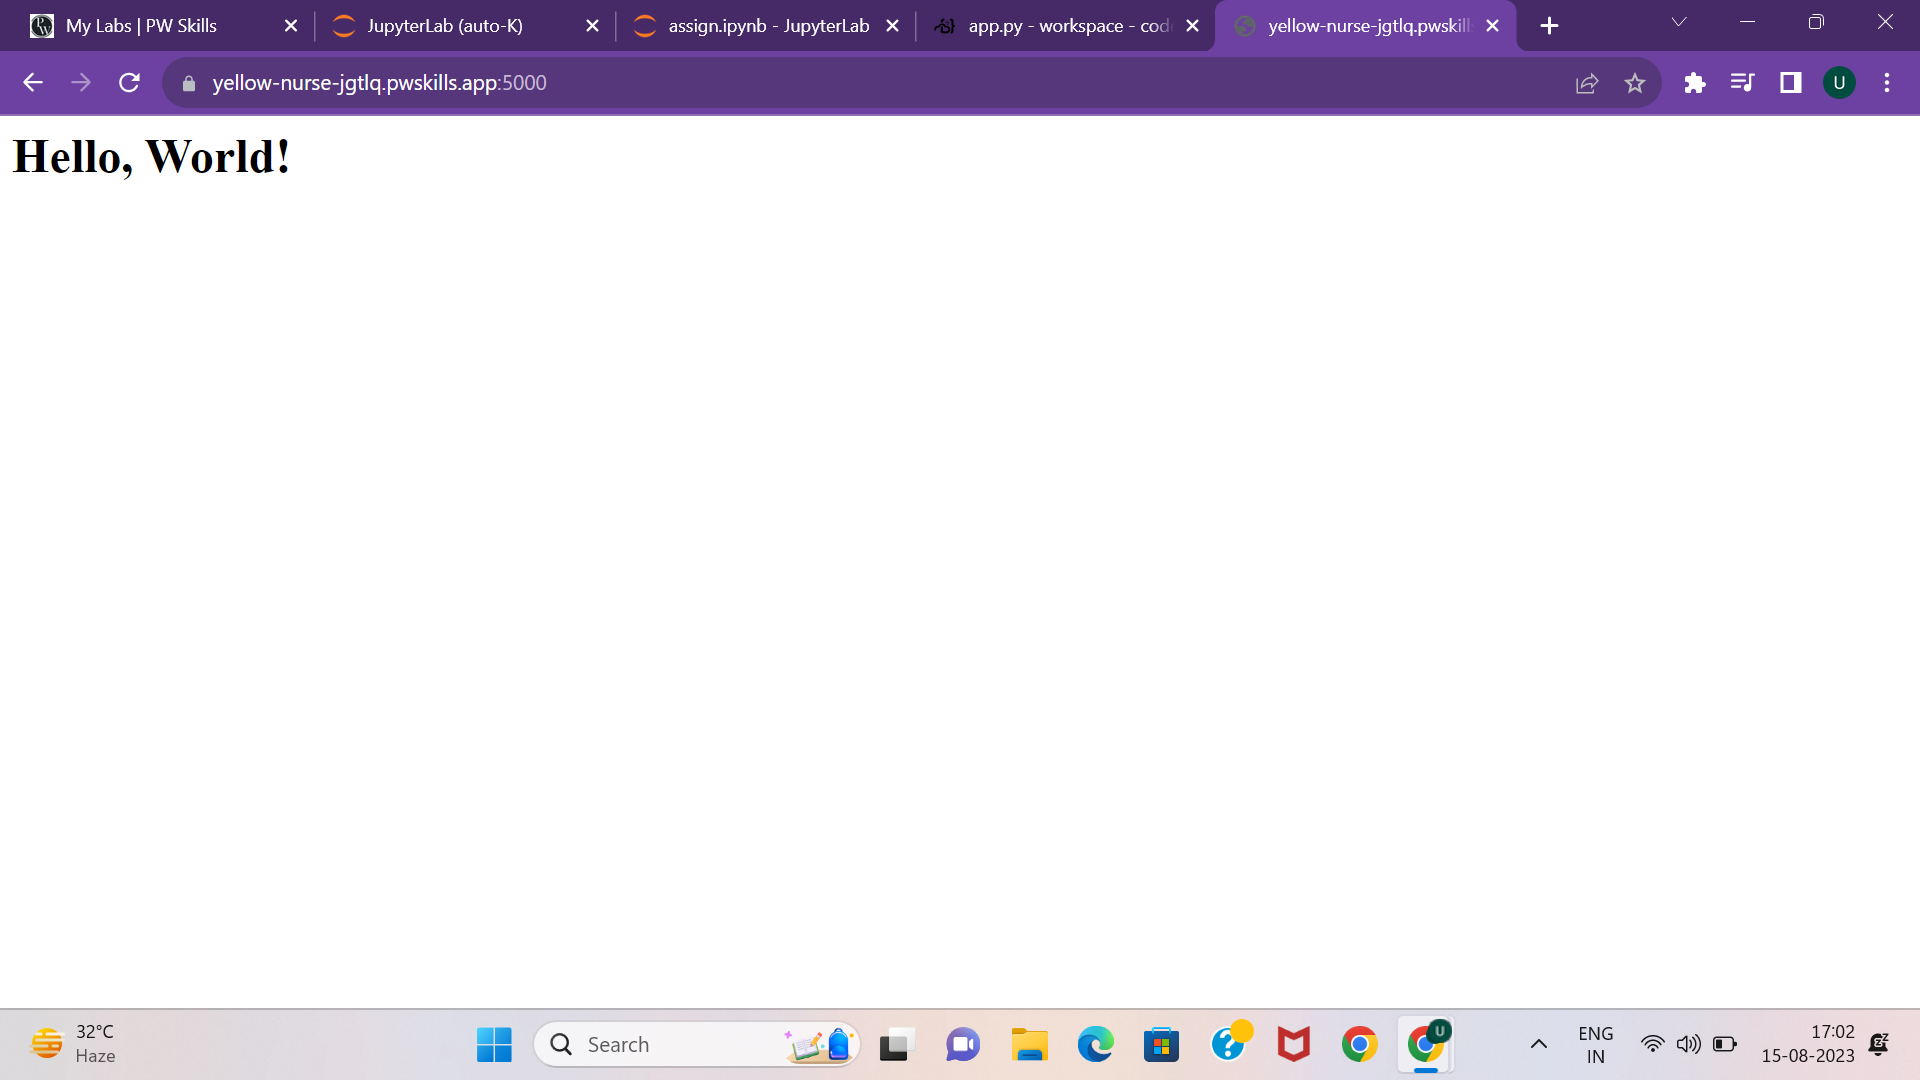 My Labs | PW Skills
JupyterLab (auto-K)
assign.ipynb - JupyterLab
app.py - workspace - cod
yellow-nurse-jgtlq.pwskill
yellow-nurse-jgtlq.pwskills.app:5000
U
Hello, World!
32°C
Haze
Search
U
ENG
IN
17:02
15-08-2023